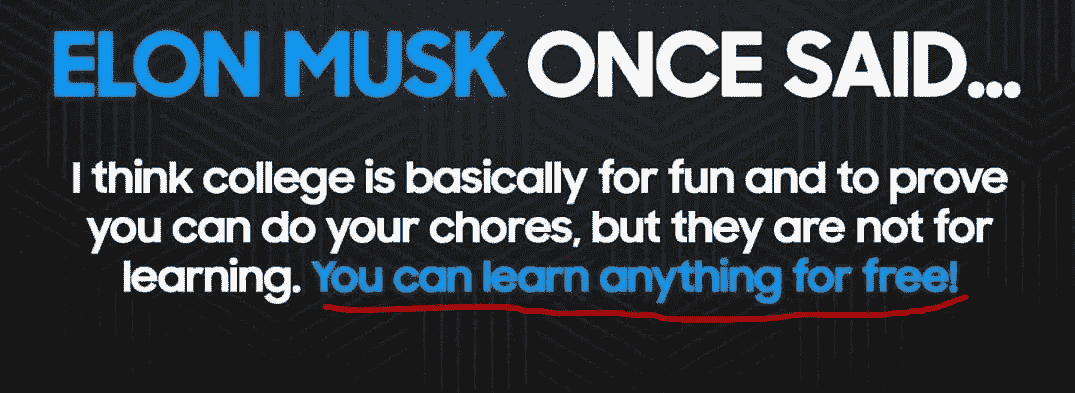 ELON MUSK ONCE SAID...
I think college is basically for fun and to prove
you can do your chores, but they are not for
learning. You can learn anything for free!